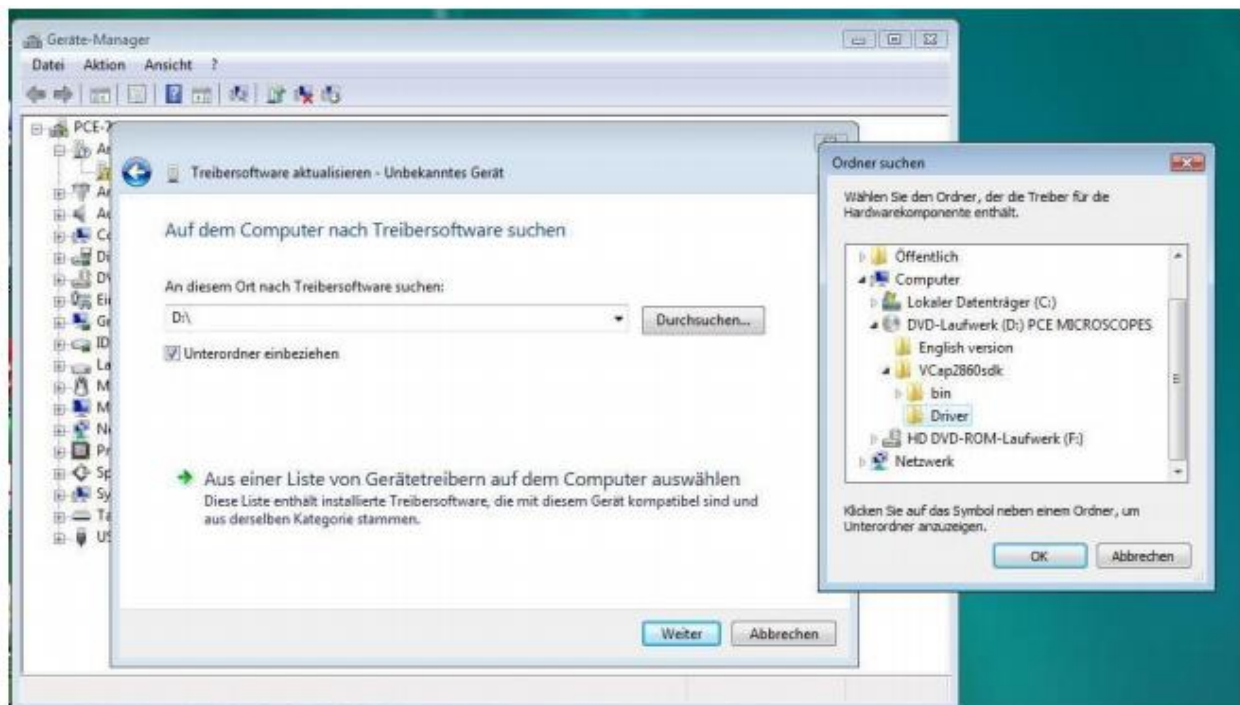 Geräte-Manager
Datei Aktion Ansicht ?
PCE-
Treibersoftware aktualisieren - Unbekanntes Gerät
Auf dem Computer nach Treibersoftware suchen
An diesem Ort nach Treibersoftware suchen:
D:\
Durchsuchen...
Unterordner einbeziehen
Aus einer Liste von Gerätetreibern auf dem Computer auswählen
Diese Liste enthält installierte Treibersoftware, die mit diesem Gerät kompatibel sind und
aus derselben Kategorie stammen.
Weiter Abbrechen
Ordner suchen
Wählen Sie den Ordner, der die Treiber für die
Hardwarekomponente enthält.
Öffentlich
Computer
Lokaler Datenträger (C:)
DVD-Laufwerk (D:) PCE MICROSCOPES
English version
VCap2860sdk
bin
Driver
HD DVD-ROM-Laufwerk (F:)
Netzwerk
Klicken Sie auf das Symbol neben einem Ordner, um
Unterordner anzuzeigen.
OK Abbrechen